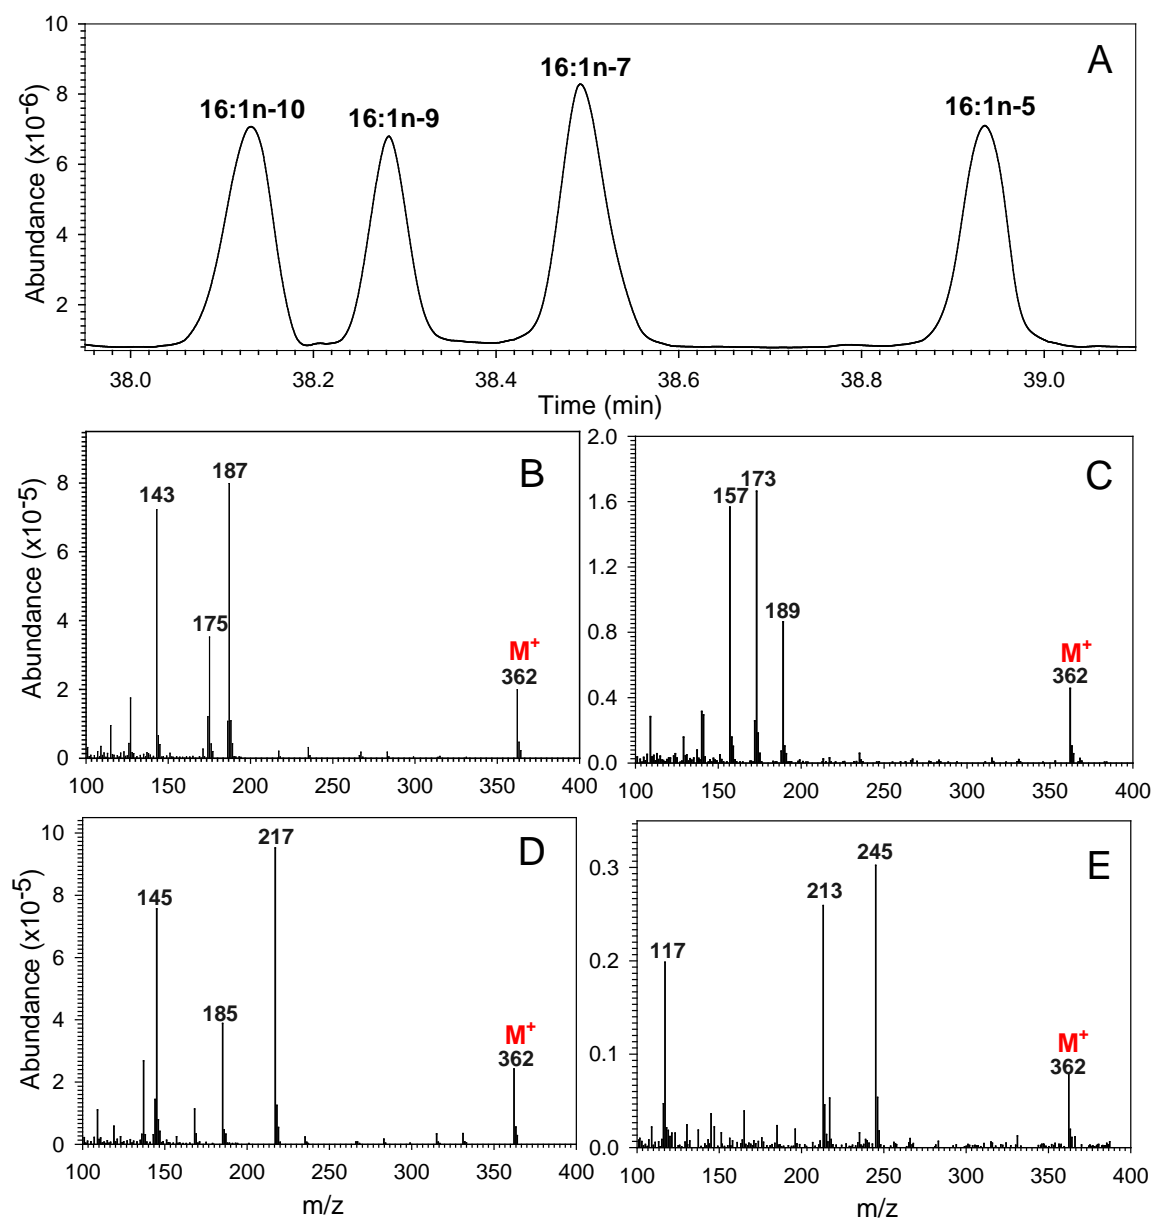 A
10
8
6
4
2
Abundance (x10-6)
16:1n-10
16:1n-9
16:1n-7
16:1n-5
38.0 38.2 38.4 38.6 38.8 39.0
Time (min)
B
8
6
4
2
0
Abundance (x10-5)
143
175
187
M+
362
100 150 200 250 300 350 400
C
2.0
1.6
1.2
0.8
0.4
0.0
157
173
189
M+
362
100 150 200 250 300 350 400
D
10
8
6
4
2
0
Abundance (x10-5)
145
185
217
M+
362
100 150 200 250 300 350 400
m/z
E
0.3
0.2
0.1
0.0
117
213
245
M+
362
100 150 200 250 300 350 400
m/z